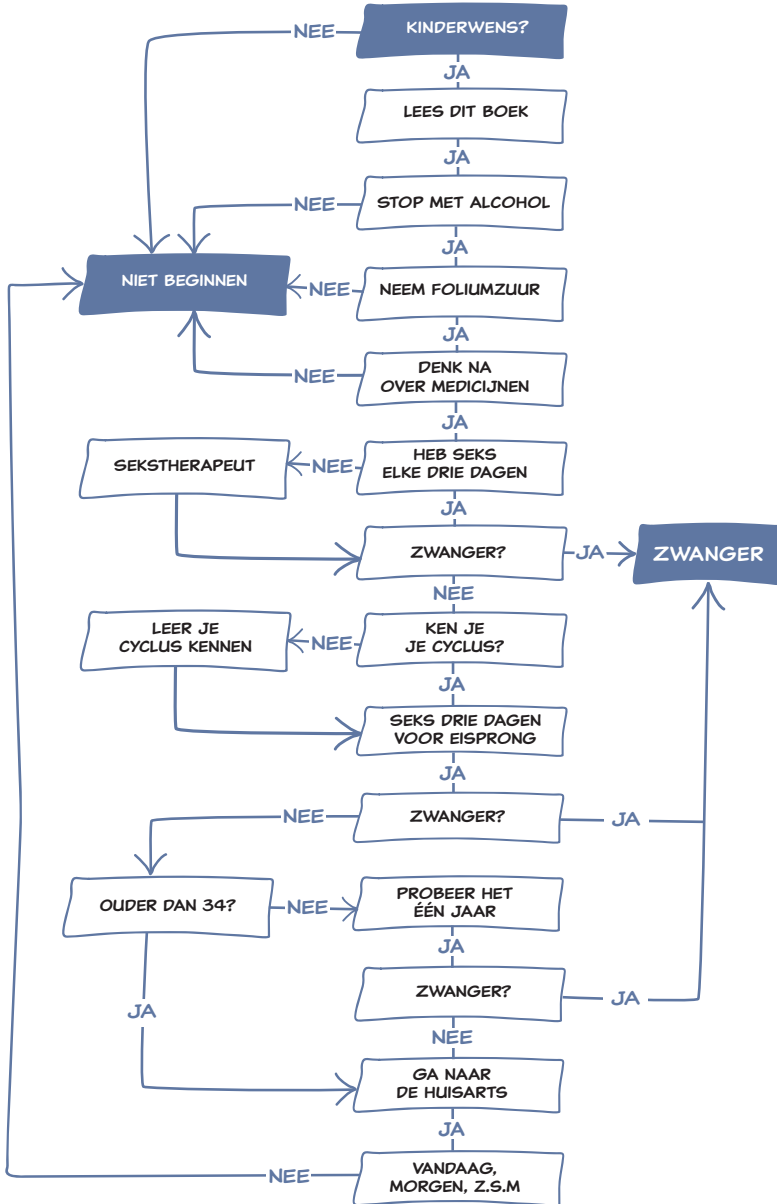 KINDERWENS?
NEE
JA
LEES DIT BOEK
JA
STOP MET ALCOHOL
NEE
JA
NIET BEGINNEN
NEE
NEEM FOLIUMZUUR
JA
NEE
DENK NA
OVER MEDICIJNEN
JA
SEKSTHERAPEUT
NEE
HEB SEKS
ELKE DRIE DAGEN
JA
ZWANGER?
JA
ZWANGER
NEE
LEER JE
CYCLUS KENNEN
NEE
KEN JE
JE CYCLUS?
JA
SEKS DRIE DAGEN
VOOR EISPRONG
JA
NEE
ZWANGER?
JA
OUDER DAN 34?
NEE
PROBEER HET
ÉÉN JAAR
JA
JA
ZWANGER?
JA
NEE
GA NAAR
DE HUISARTS
JA
NEE
VANDAAG,
MORGEN, Z.S.M